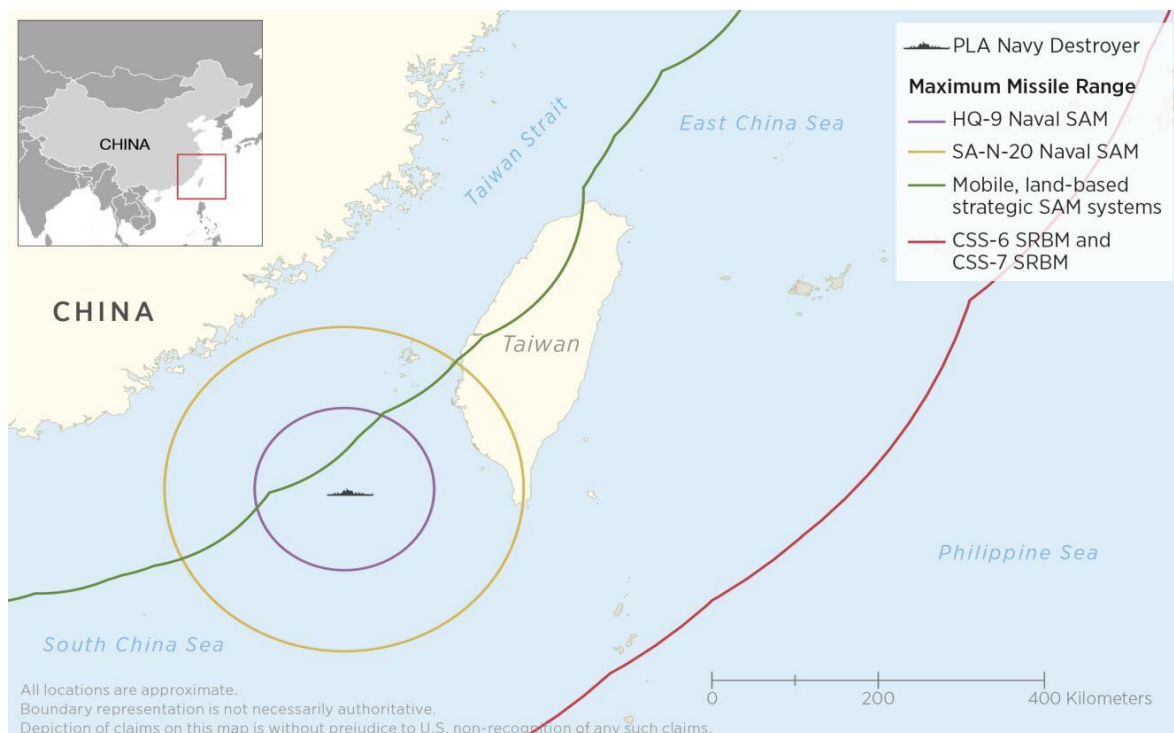 CHINA
CHINA
Taiwan Strait
East China Sea
Taiwan
South China Sea
Philippine Sea
PLA Navy Destroyer
Maximum Missile Range
HQ-9 Naval SAM
SA-N-20 Naval SAM
Mobile, land-based
strategic SAM systems
CSS-6 SRBM and
CSS-7 SRBM
0
200
400 Kilometers
All locations are approximate.
Boundary representation is not necessarily authoritative.
Depiction of claims on this map is without prejudice to U.S. non-recognition of any such claims.